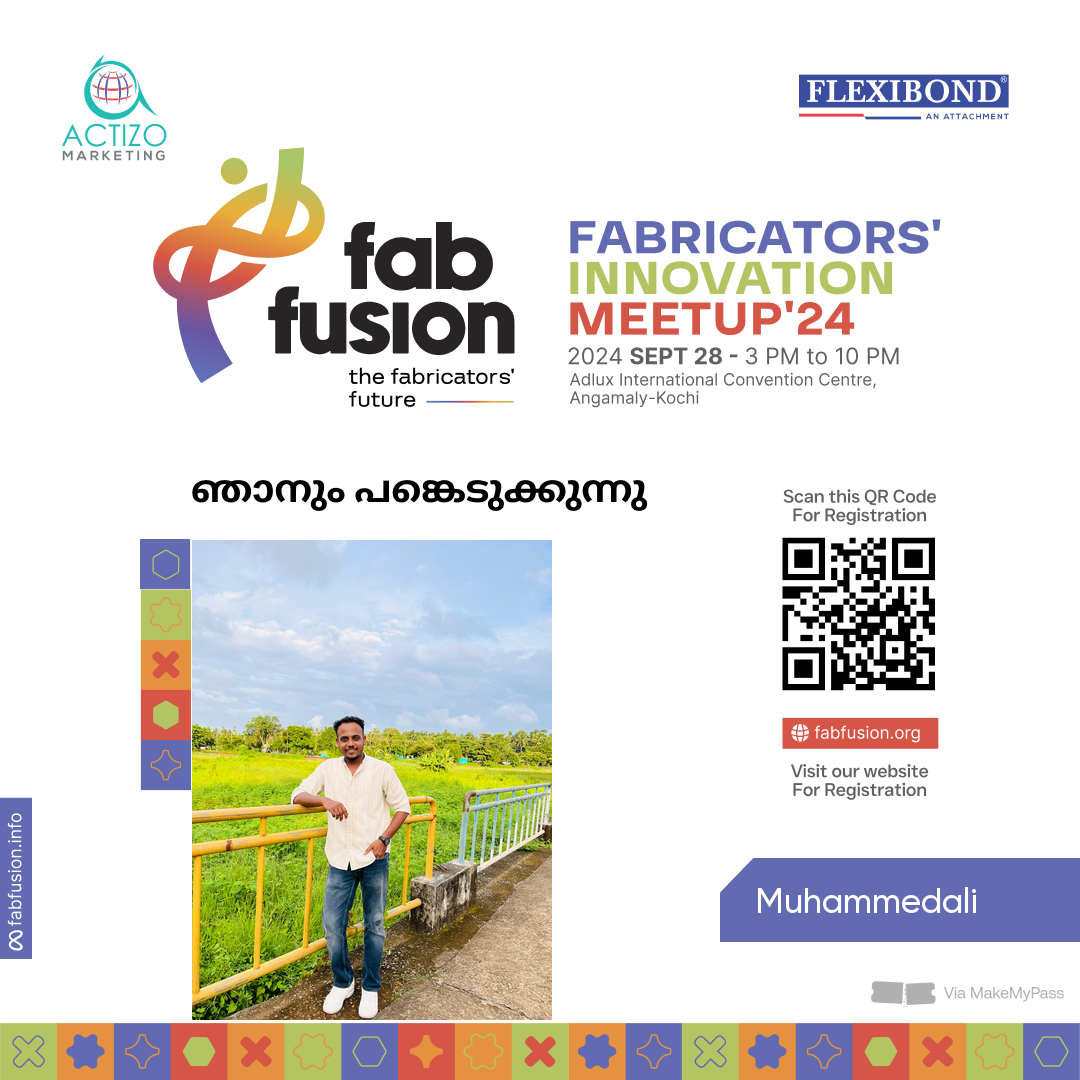 ACTIZO
MARKETING
FLEXIBOND®
AN ATTACHMENT
fab
fusion
the fabricators'
future
FABRICATORS'
INNOVATION
MEETUP'24
2024 SEPT 28 - 3 PM to 10 PM
Adlux International Convention Centre,
Angamaly-Kochi
ഞാനും പങ്കെടുക്കുന്നു
Scan this QR Code
For Registration
fabfusion.org
Visit our website
For Registration
fabfusion.info
Muhammedali
Via MakeMyPass